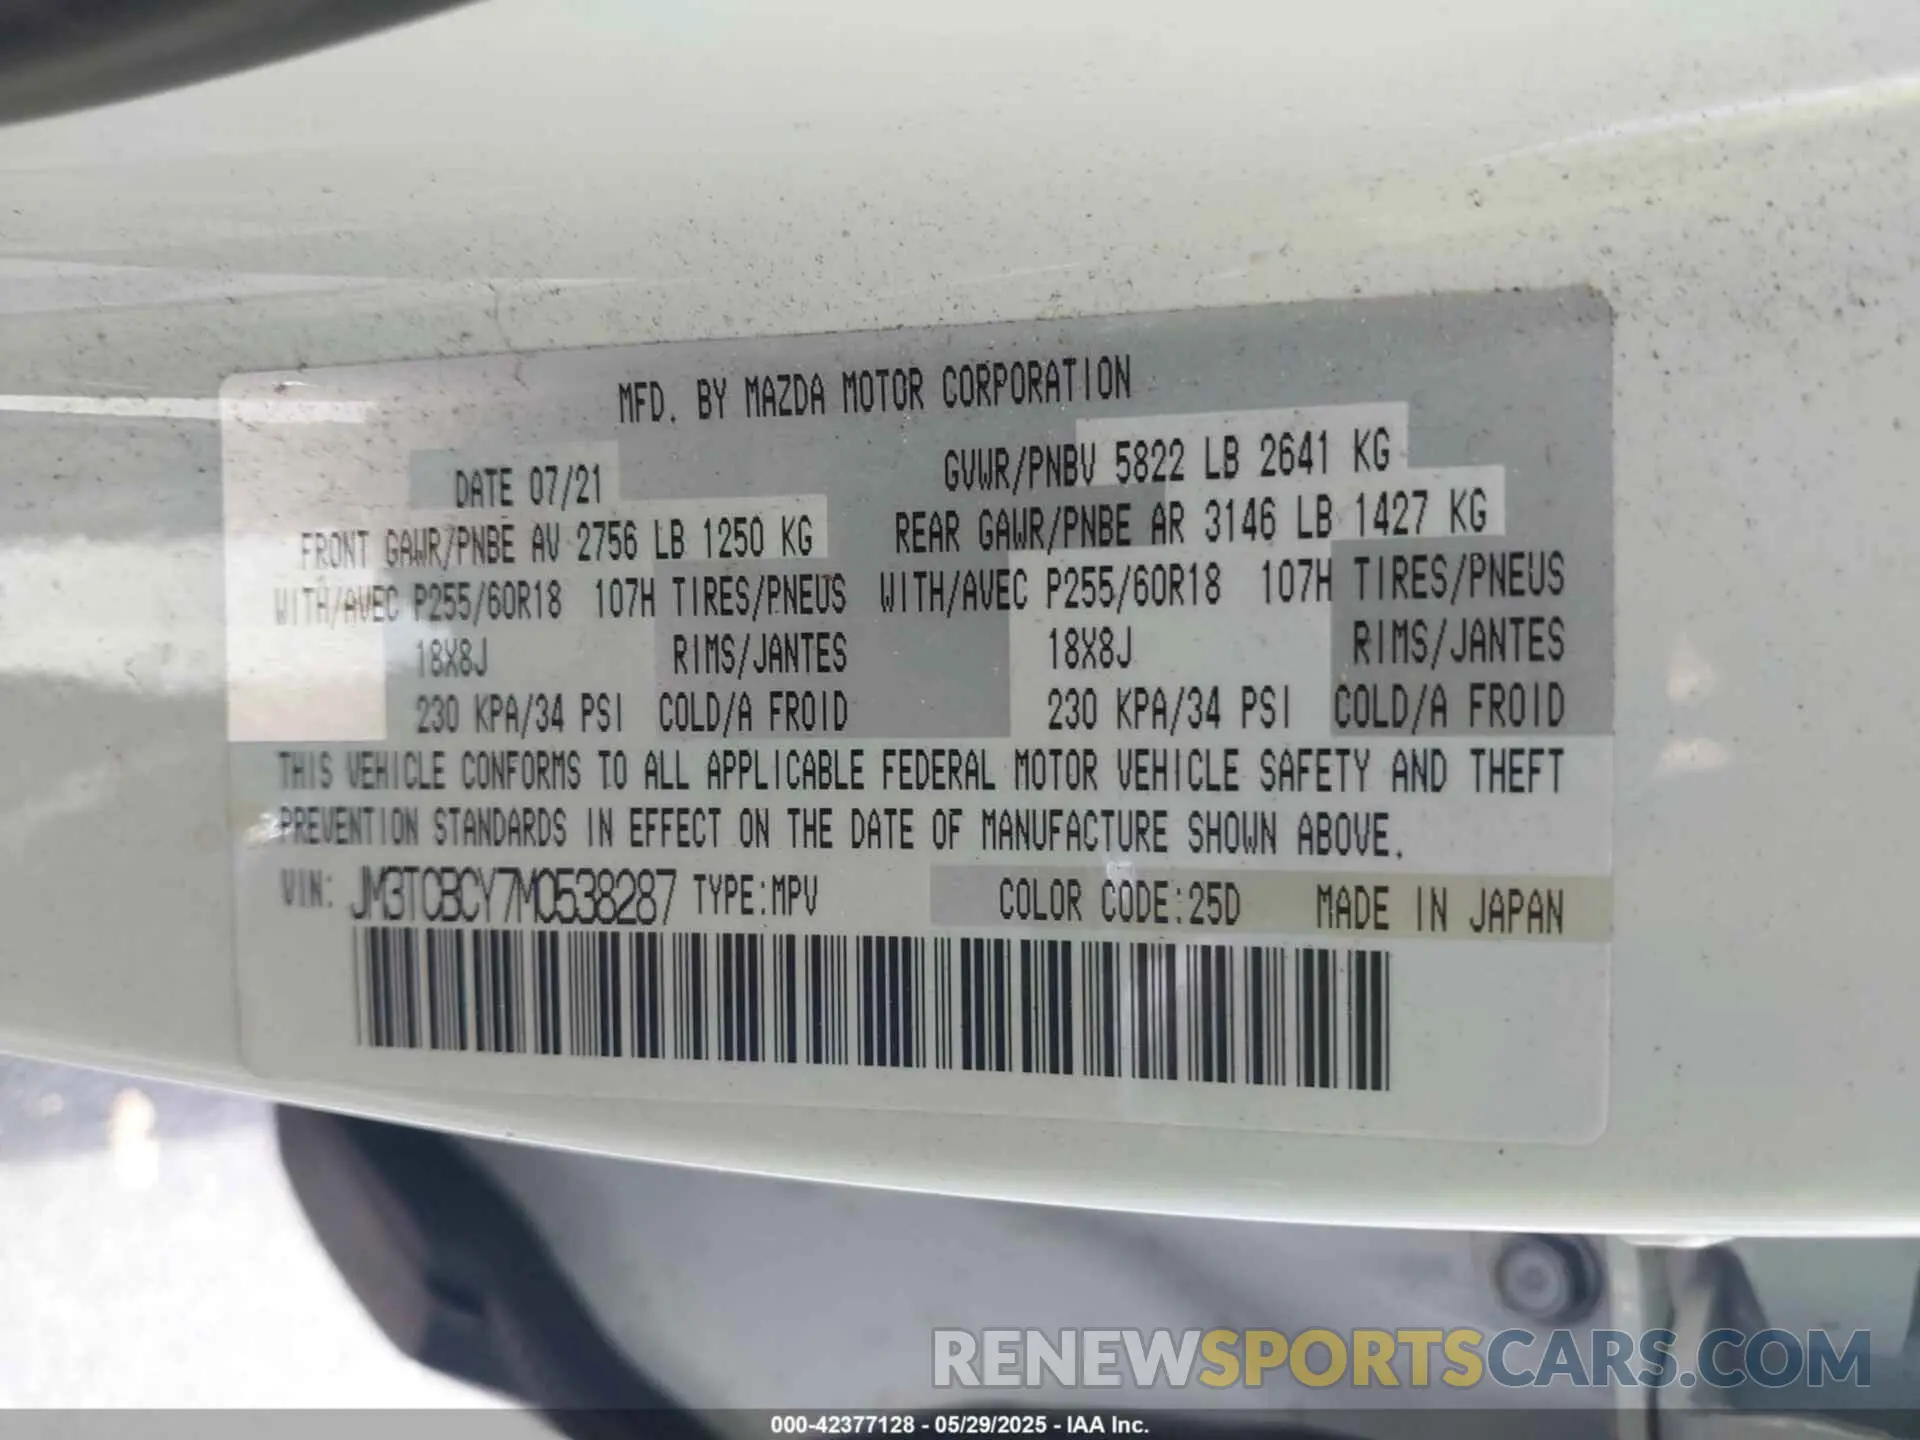 MFD. BY MAZDA MOTOR CORPORATION
DATE 07/21 GVWR/PNBV 5822 LB 2641 KG
FRONT GAWR/PNBE AV 2756 LB 1250 KG REAR GAWR/PNBE AR 3146 LB 1427 KG
WITH/AVEC P255/60R18 107H TIRES/PNEUS WITH/AVEC P255/60R18 107H TIRES/PNEUS
18X8J RIMS/JANTES 18X8J RIMS/JANTES
230 KPA/34 PSI COLD/A FROID 230 KPA/34 PSI COLD/A FROID
THIS VEHICLE CONFORMS TO ALL APPLICABLE FEDERAL MOTOR VEHICLE SAFETY AND THEFT
PREVENTION STANDARDS IN EFFECT ON THE DATE OF MANUFACTURE SHOWN ABOVE.
VIN: JM3TCBCY7M0538287 TYPE:MPV COLOR CODE:25D MADE IN JAPAN
RENEWSPORTSCARS.COM
000-42377128 - 05/29/2025 - IAA Inc.